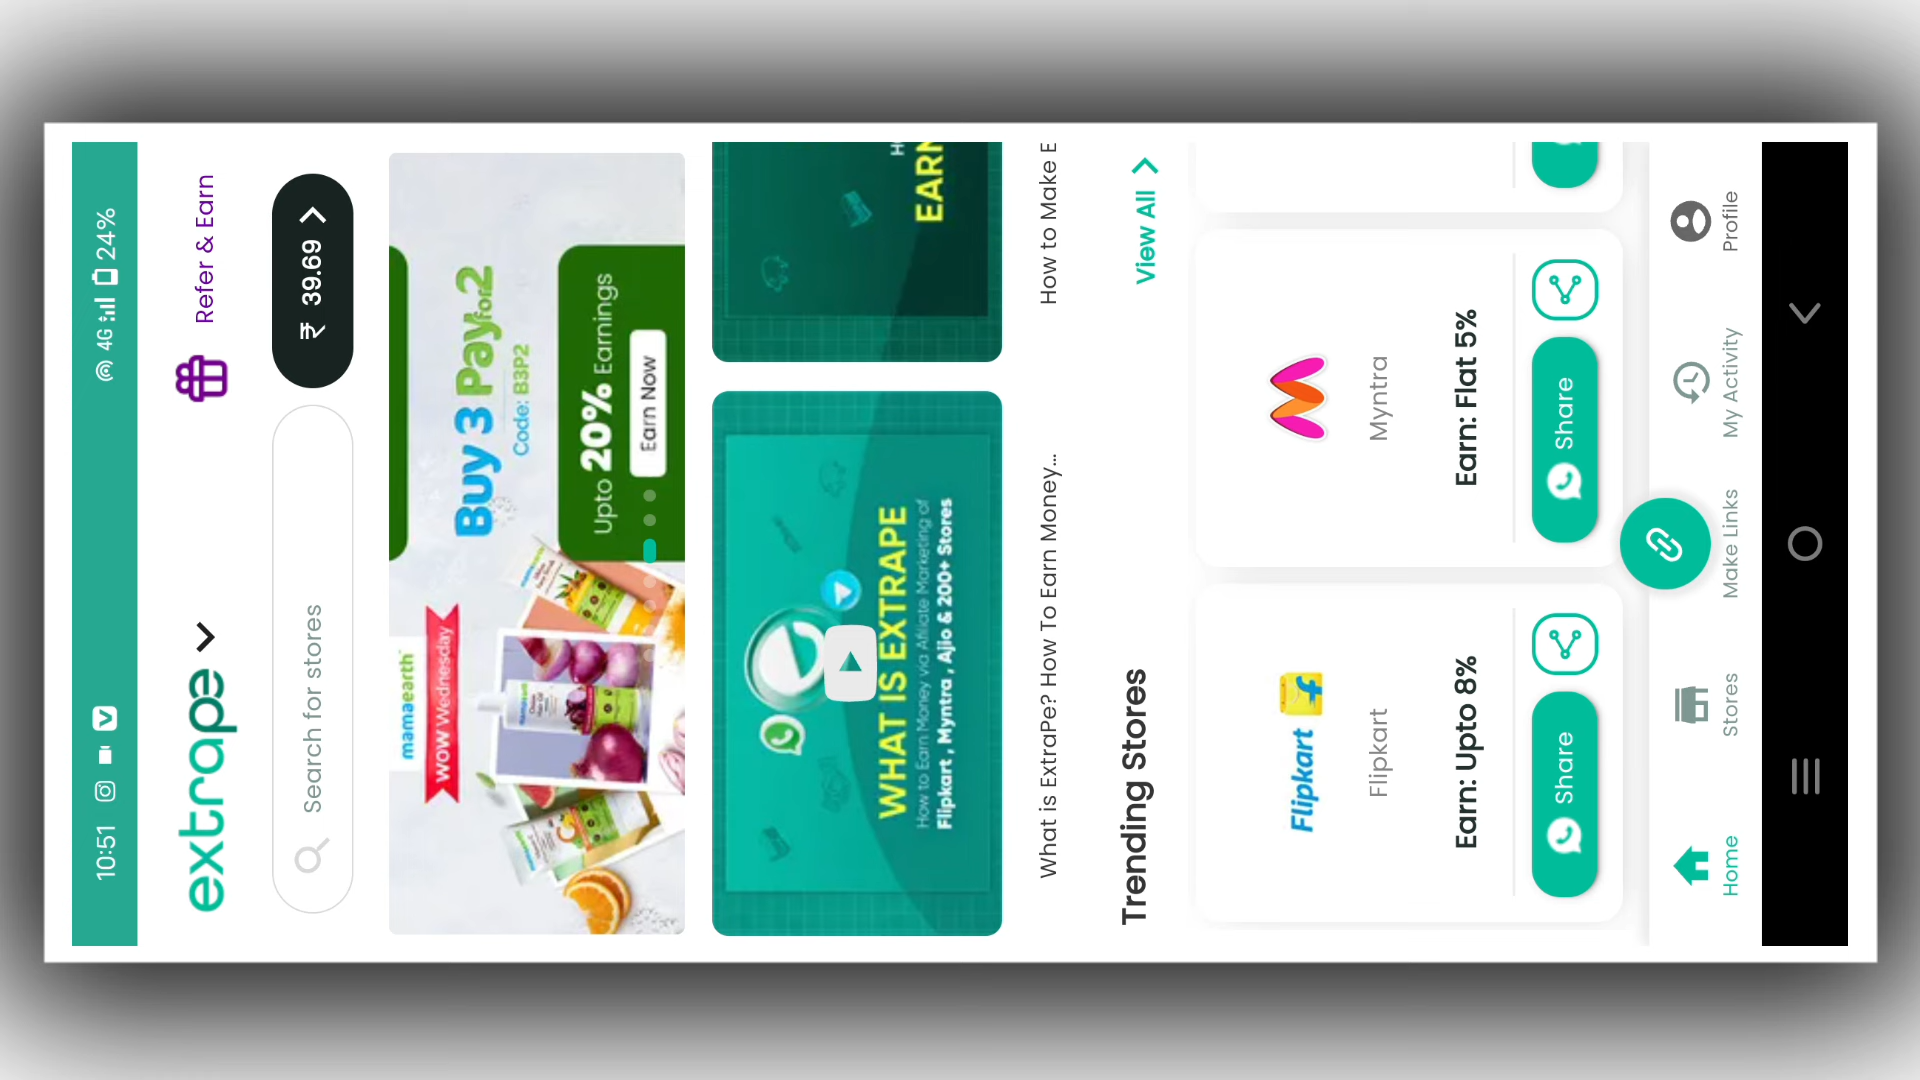 10:51
4G 24%
extrape
Refer & Earn
Search for stores
₹ 39.69
mamaearth
WOW Wednesday
Buy 3 Pay for 2
Code: B3P2
Upto 20% Earnings
Earn Now
WHAT IS EXTRAPE
How to Earn Money via Afiliate Marketing of
Flipkart , Myntra , Ajio & 200+ Stores
EARN
What is ExtraPe? How To Earn Money...
How to Make E
Trending Stores
View All
Flipkart
Flipkart
Earn: Upto 8%
Share
Myntra
Earn: Flat 5%
Share
Home
Stores
Make Links
My Activity
Profile